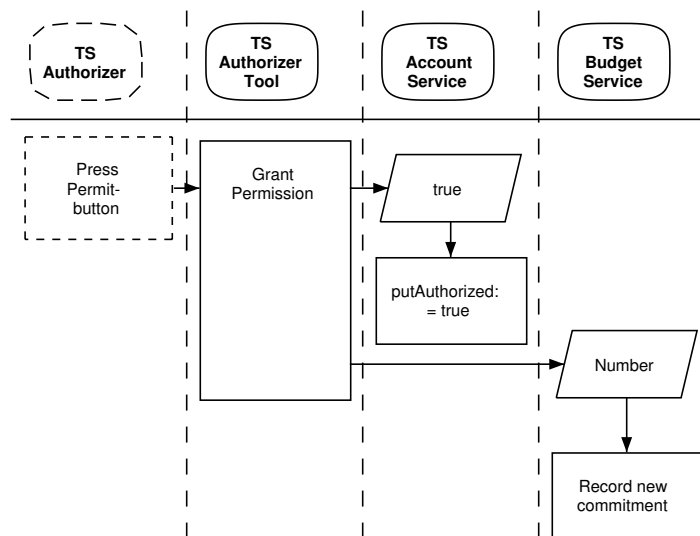 TS
Authorizer
TS
Authorizer
Tool
TS
Account
Service
TS
Budget
Service
Press
Permit-
button
Grant
Permission
true
putAuthorized:
= true
Number
Record new
commitment